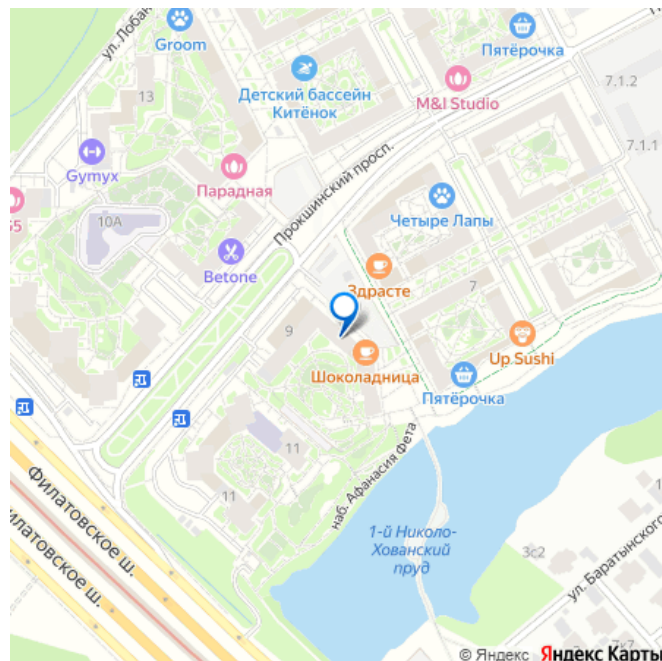 ул. Лобан
Groom
Пятёрочка
Детский бассейн
Китёнок
M&I Studio
7.1.2
13
7.1.1
Gymyx
Парадная
Прокшинский просп.
Четыре Лапы
10А
Betone
Здрасте
7
9
Up Sushi
Шоколадница
Пятёрочка
11
11
наб. Афанасия Фета
Филатовское ш.
Филатовское ш.
1-й Николо-
Хованский
пруд
3с2
ул. Баратынского
7х7
© Яндекс Яндекс Карты